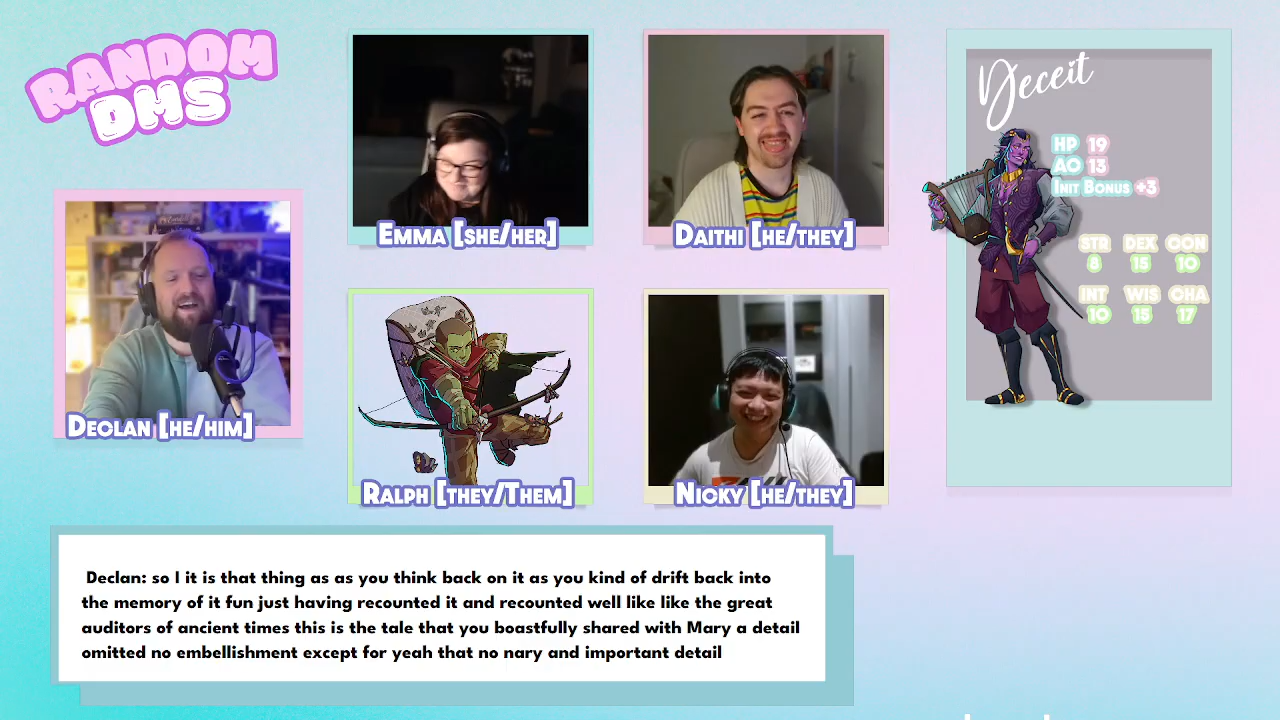 RANDOM
DMS
EMMA [SHE/HER]
DAITHI [HE/THEY]
DECLAN [HE/HIM]
RALPH [THEY/THEM]
NICKY [HE/THEY]
Deceit
HP 19
AC 13
INIT BONUS +3
STR DEX CON
8 15 10
INT WIS CHA
10 15 17
Declan: so I it is that thing as as you think back on it as you kind of drift back into
the memory of it fun just having recounted it and recounted well like like the great
auditors of ancient times this is the tale that you boastfully shared with Mary a detail
omitted no embellishment except for yeah that no nary and important detail